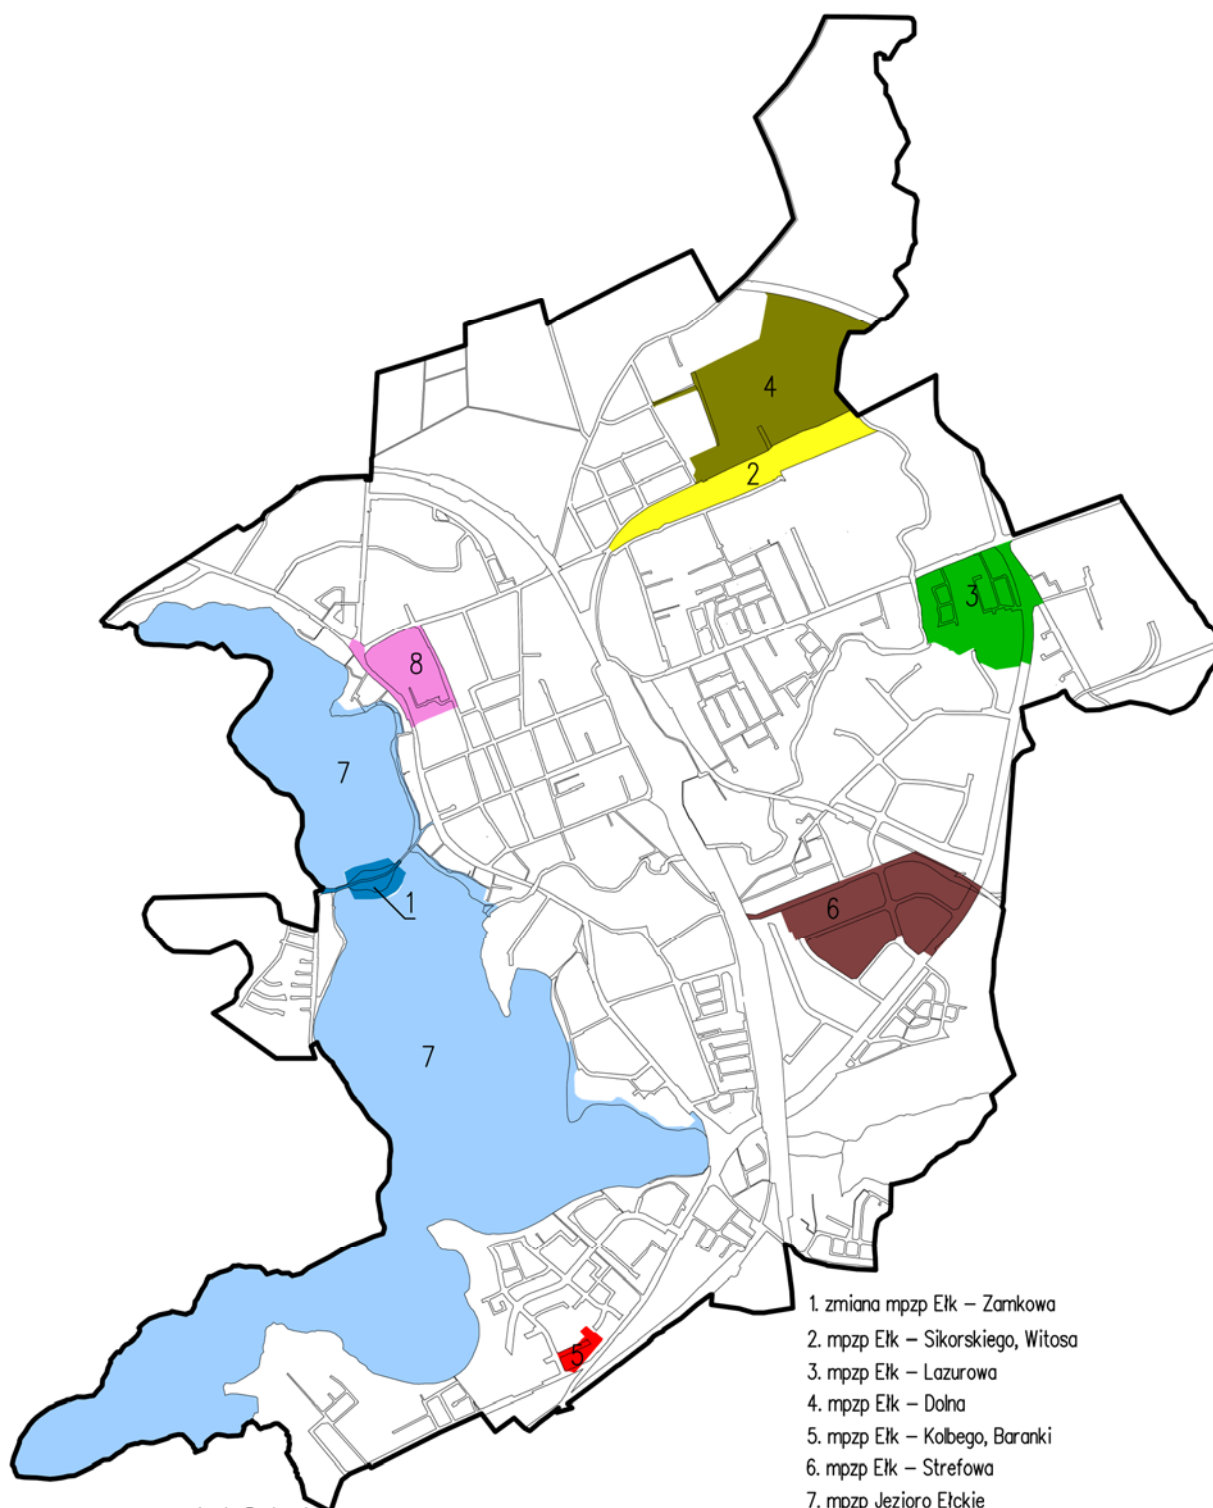 4
2
3
8
7
1
6
7
5
1. zmiana mpzp Ełk – Zamkowa
2. mpzp Ełk – Sikorskiego, Witosa
3. mpzp Ełk – Lazurowa
4. mpzp Ełk – Dolna
5. mpzp Ełk – Kolbego, Baranki
6. mpzp Ełk – Strefowa
7. mpzp Jezioro Ełckie